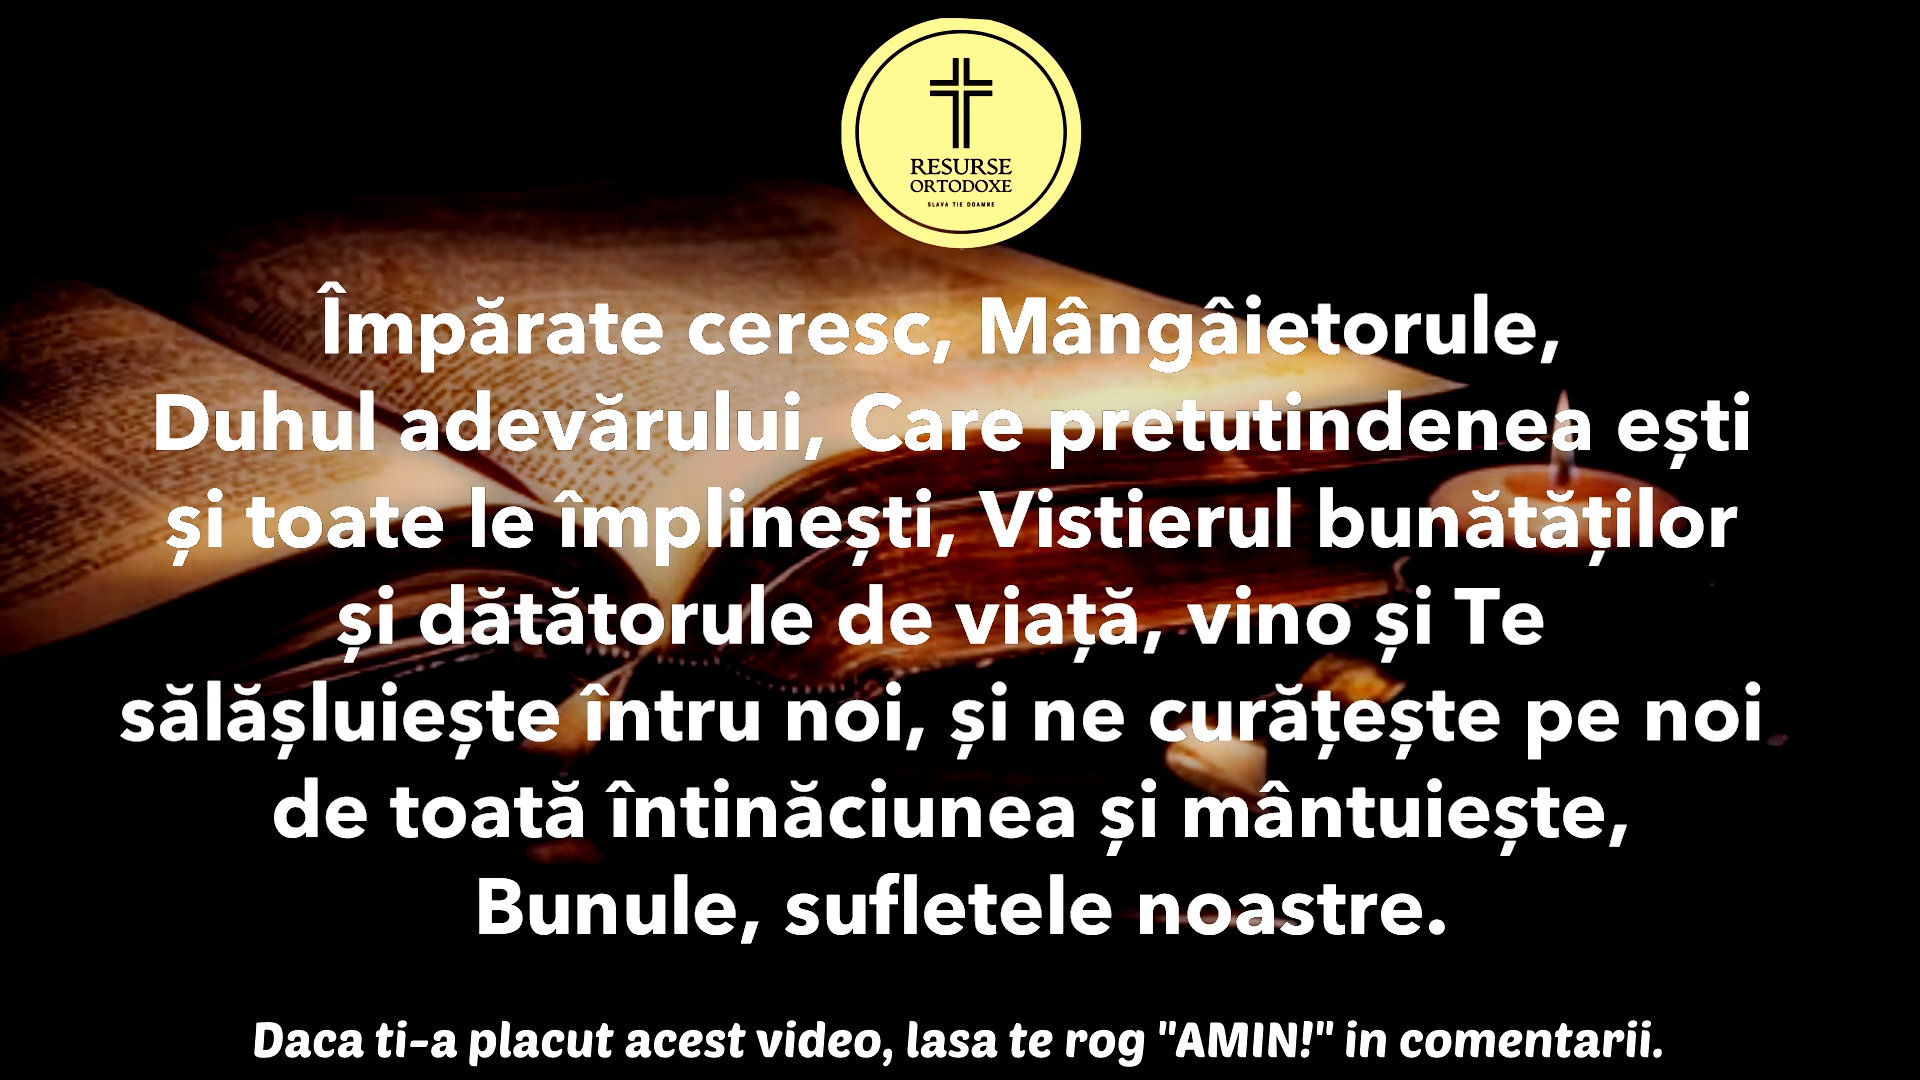 RESURSE
ORTODOXE
SLAVA TIE DOAMNE
Împărate ceresc, Mângâietorule,
Duhul adevărului, Care pretutindenea ești
și toate le împlinești, Vistierul bunătăților
și dătătorule de viață, vino și Te
sălășluiește întru noi, și ne curățește pe noi
de toată întinăciunea și mântuiește,
Bunule, sufletele noastre.
Daca ti-a placut acest video, lasa te rog "AMIN!" in comentarii.